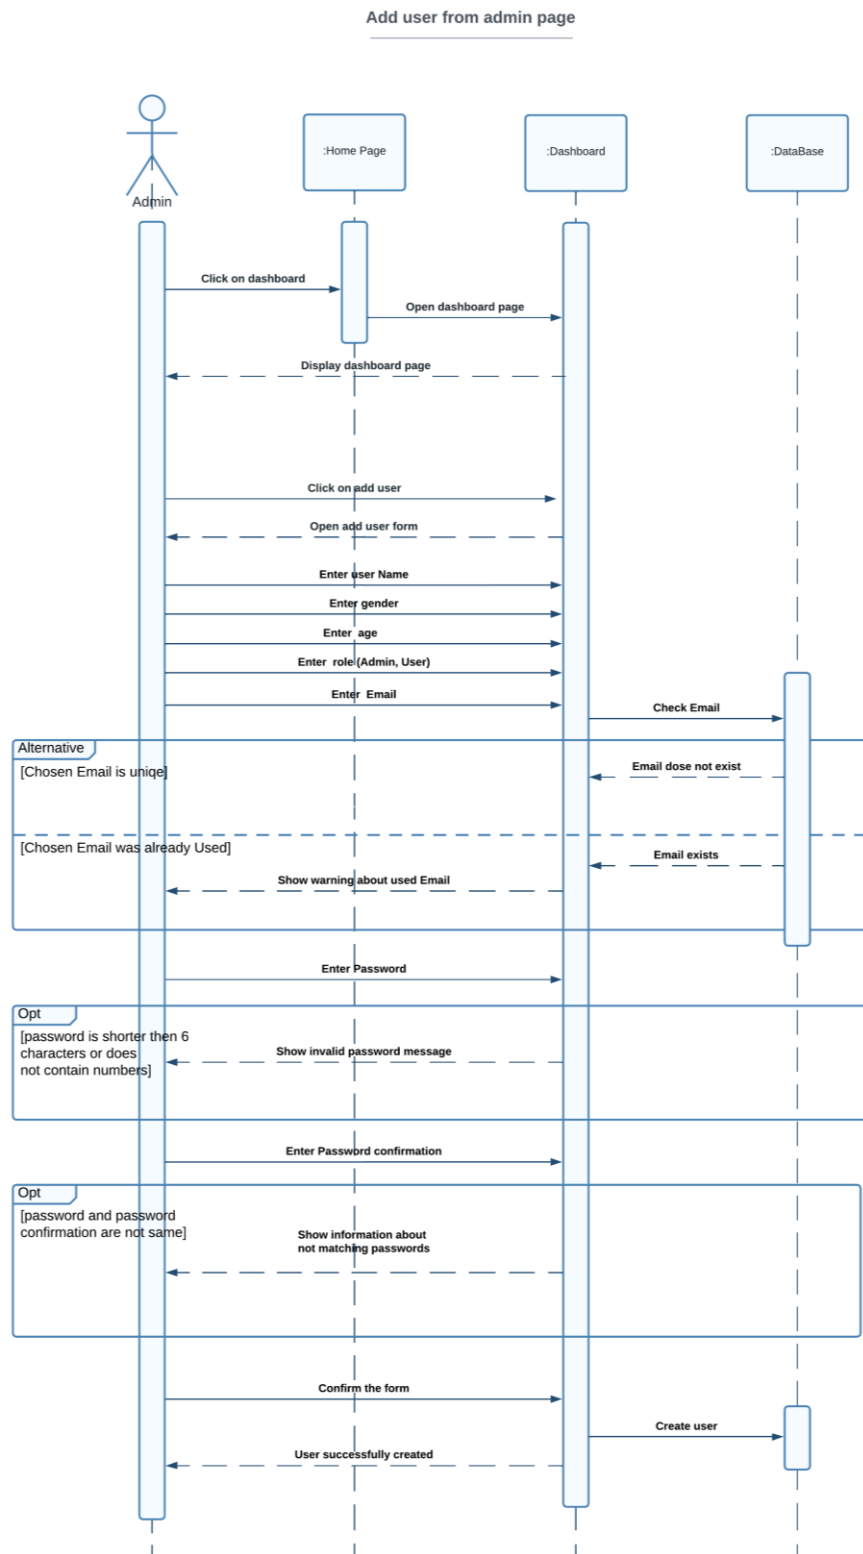 Add user from admin page
:Home Page
:Dashboard
:DataBase
Admin
Click on dashboard
Open dashboard page
Display dashboard page
Click on add user
Open add user form
Enter user Name
Enter gender
Enter  age
Enter  role (Admin, User)
Enter  Email
Check Email
Alternative
[Chosen Email is uniqe]
Email dose not exist
[Chosen Email was already Used]
Email exists
Show warning about used Email
Enter Password
Opt
[password is shorter then 6
characters or does
not contain numbers]
Show invalid password message
Enter Password confirmation
Opt
[password and password
confirmation are not same]
Show information about
not matching passwords
Confirm the form
Create user
User successfully created